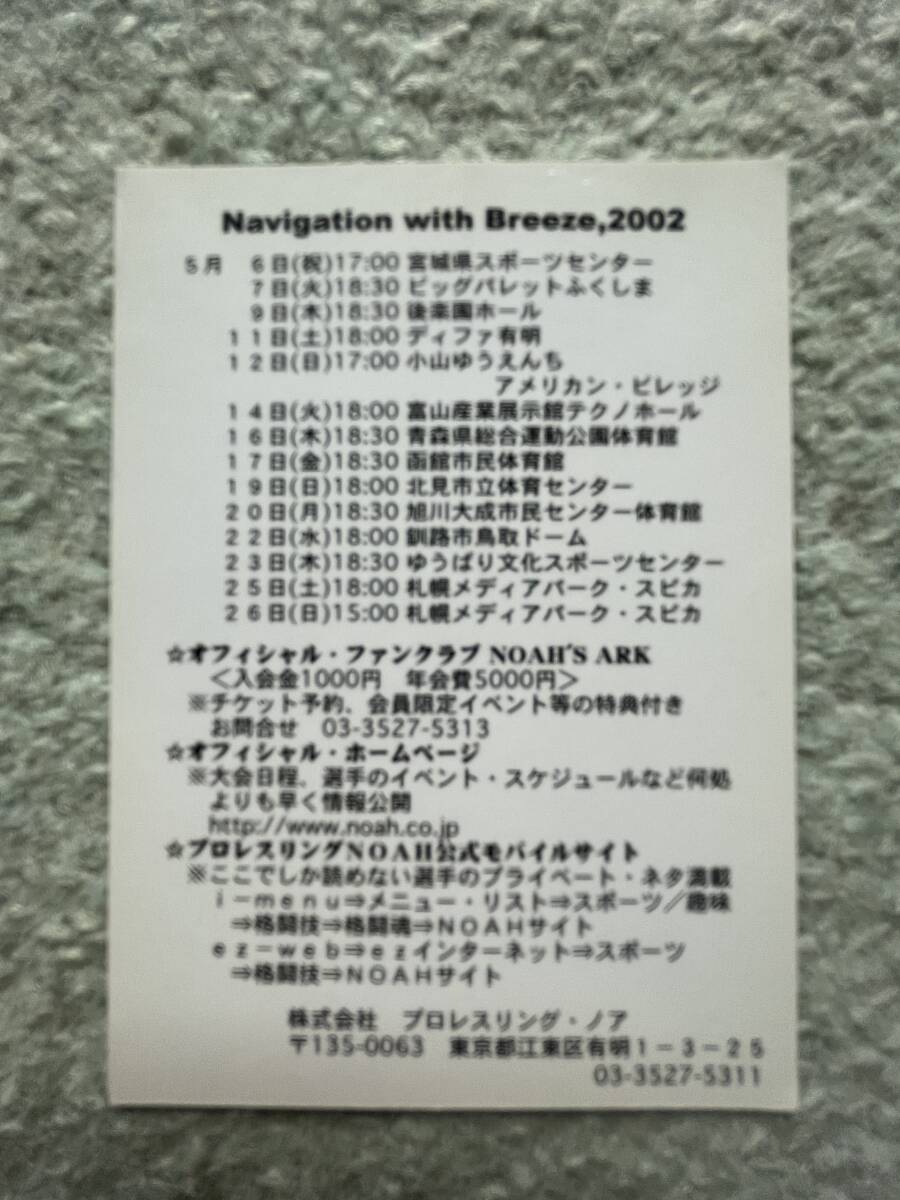 Navigation with Breeze,2002
5月 6日(祝)17:00 宮城県スポーツセンター
7日(火)18:30 ビッグパレットふくしま
9日(木)18:30 後楽園ホール
11日(土)18:00 ディファ有明
12日(日)17:00 小山ゆうえんち
アメリカン・ビレッジ
14日(火)18:00 富山産業展示館テクノホール
16日(木)18:30 青森県総合運動公園体育館
17日(金)18:30 函館市民体育館
19日(日)18:00 北見市立体育センター
20日(月)18:30 旭川大成市民センター体育館
22日(水)18:00 釧路市鳥取ドーム
23日(木)18:30 ゆうばり文化スポーツセンター
25日(土)18:00 札幌メディアパーク・スピカ
26日(日)15:00 札幌メディアパーク・スピカ
☆オフィシャル・ファンクラブ NOAH'S ARK
＜入会金1000円　年会費5000円＞
※チケット予約、会員限定イベント等の特典付き
お問合せ　03-3527-5313
☆オフィシャル・ホームページ
※大会日程、選手のイベント・スケジュールなど何処
よりも早く情報公開
http://www.noah.co.jp
☆プロレスリングNOAH公式モバイルサイト
※ここでしか読めない選手のプライベート・ネタ満載
i－menu⇒メニュー・リスト⇒スポーツ／趣味
⇒格闘技⇒格闘魂⇒NOAHサイト
ez－web⇒ezインターネット⇒スポーツ
⇒格闘技⇒NOAHサイト
株式会社　プロレスリング・ノア
〒135-0063　東京都江東区有明1－3－25
03-3527-5311